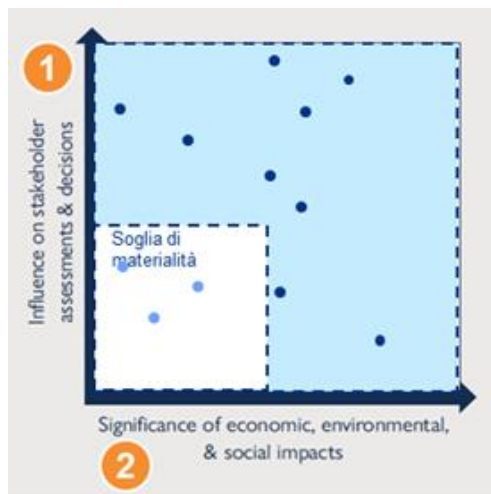 1
Influence on stakeholder
assessments & decisions
Soglia di
materialità
Significance of economic, environmental,
& social impacts
2